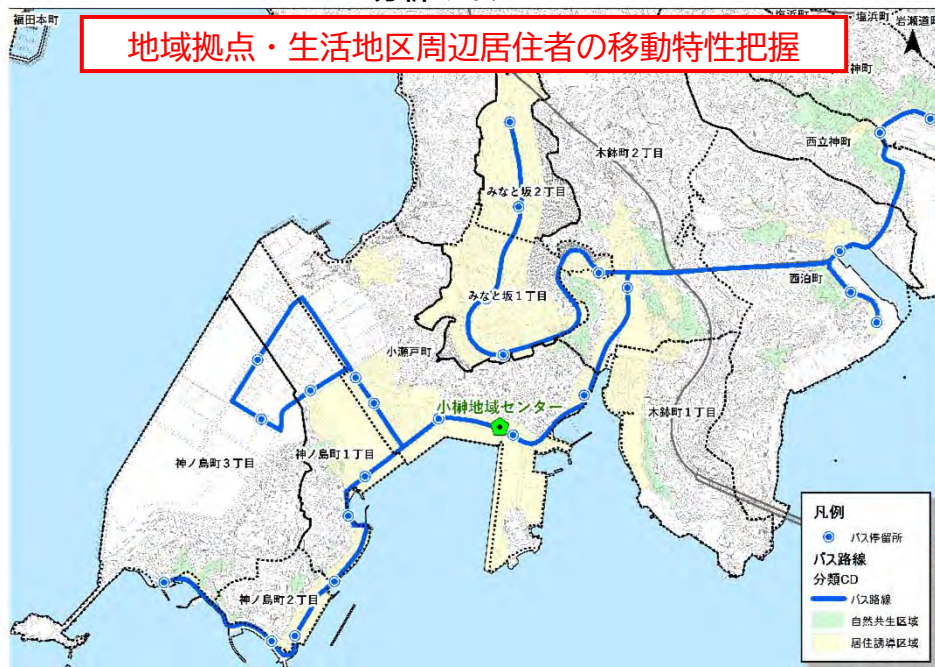 福田本町
塩浜町
岩瀬道町
地域拠点・生活地区周辺居住者の移動特性把握
神町
西立神町
木鉢町2丁目
みなと坂2丁目
西泊町
みなと坂1丁目
小瀬戸町
小榊地域センター
木鉢町1丁目
神ノ島町1丁目
神ノ島町3丁目
神ノ島町2丁目
凡例
バス停留所
バス路線
分類CD
バス路線
自然共生区域
居住誘導区域